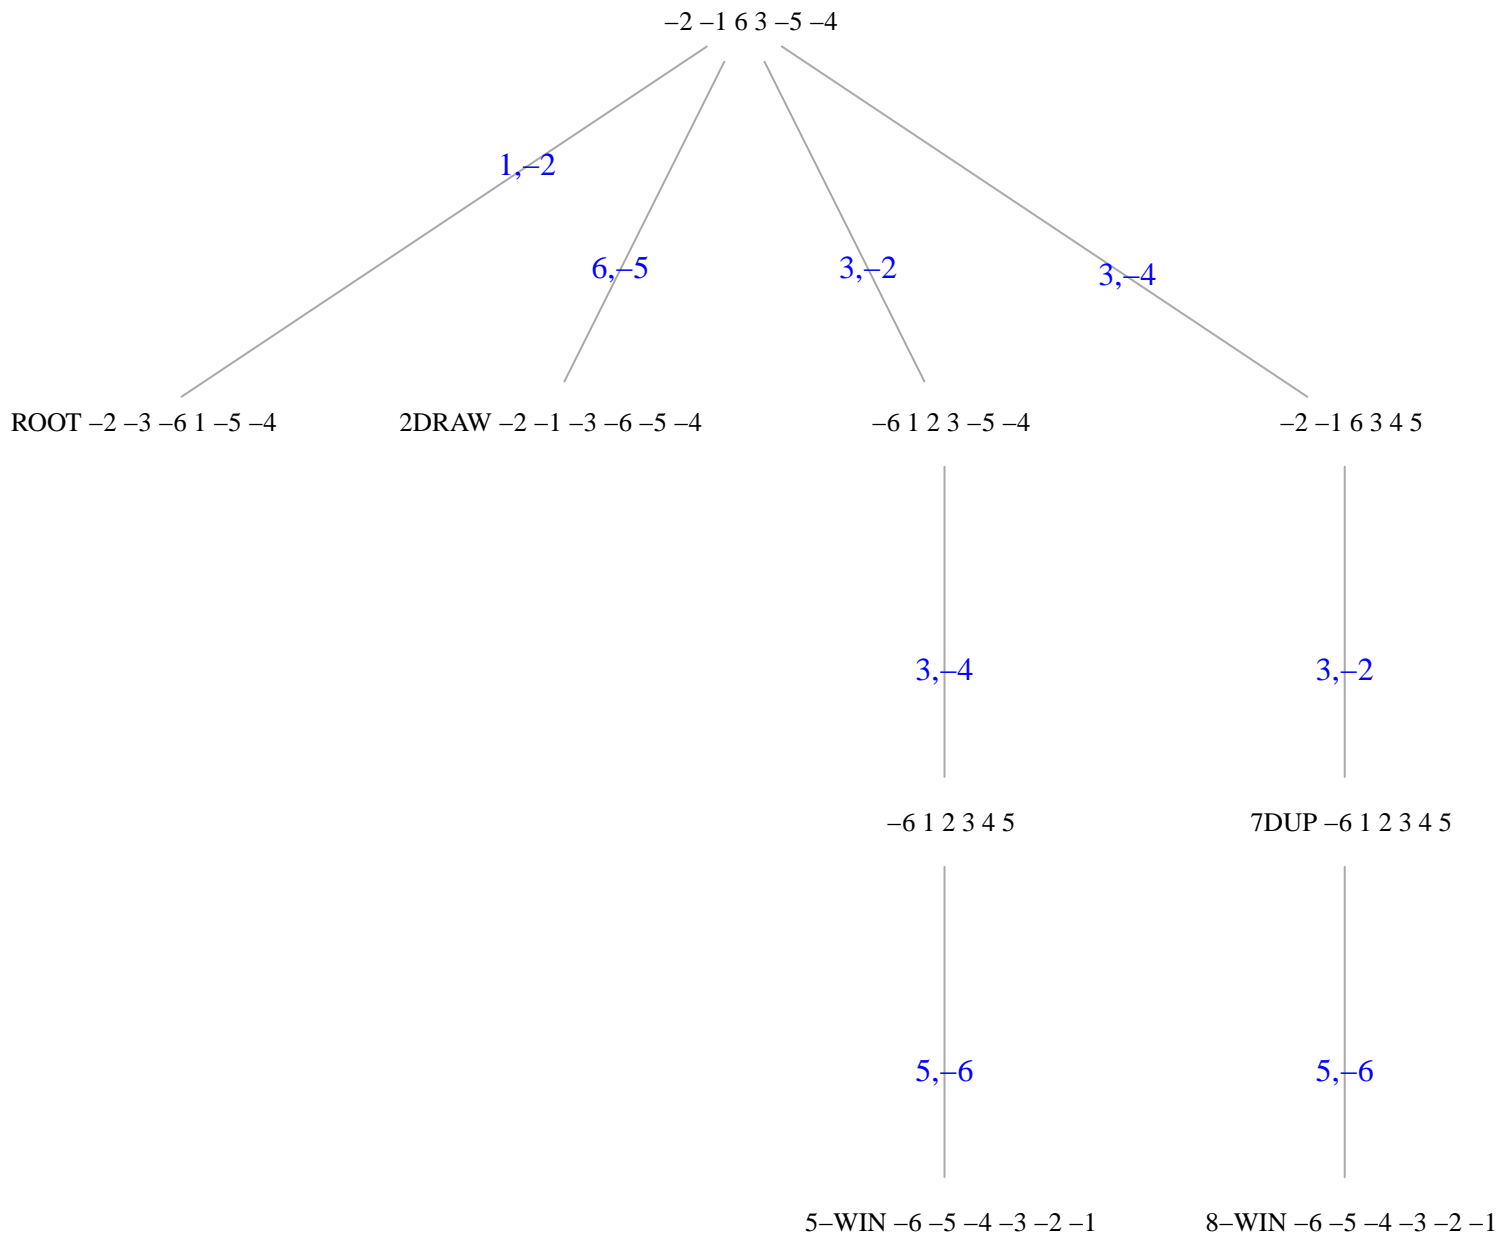 −2 −1 6 3 −5 −4
1,−2
6,−5
3,−2
3,−4
ROOT −2 −3 −6 1 −5 −4
2DRAW −2 −1 −3 −6 −5 −4
−6 1 2 3 −5 −4
−2 −1 6 3 4 5
3,−4
3,−2
−6 1 2 3 4 5
7DUP −6 1 2 3 4 5
5,−6
5,−6
5−WIN −6 −5 −4 −3 −2 −1
8−WIN −6 −5 −4 −3 −2 −1